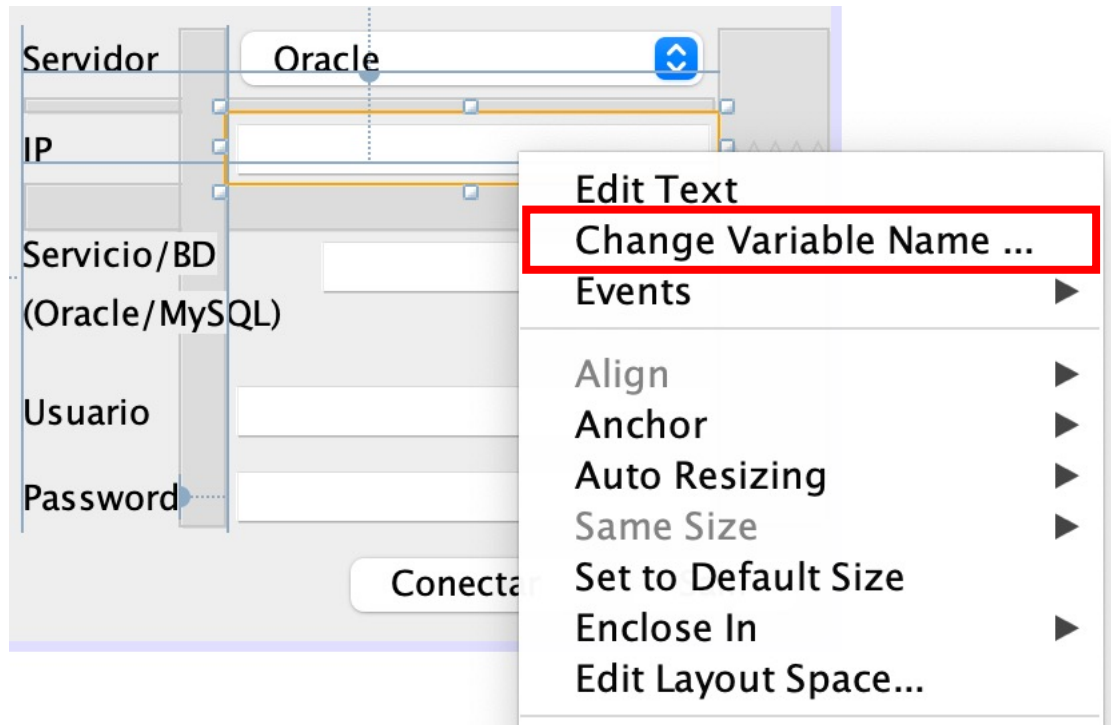 Servidor
Oracle
IP
Servicio/BD
(Oracle/MySQL)
Usuario
Password
Conectar
Edit Text
Change Variable Name ...
Events
Align
Anchor
Auto Resizing
Same Size
Set to Default Size
Enclose In
Edit Layout Space...